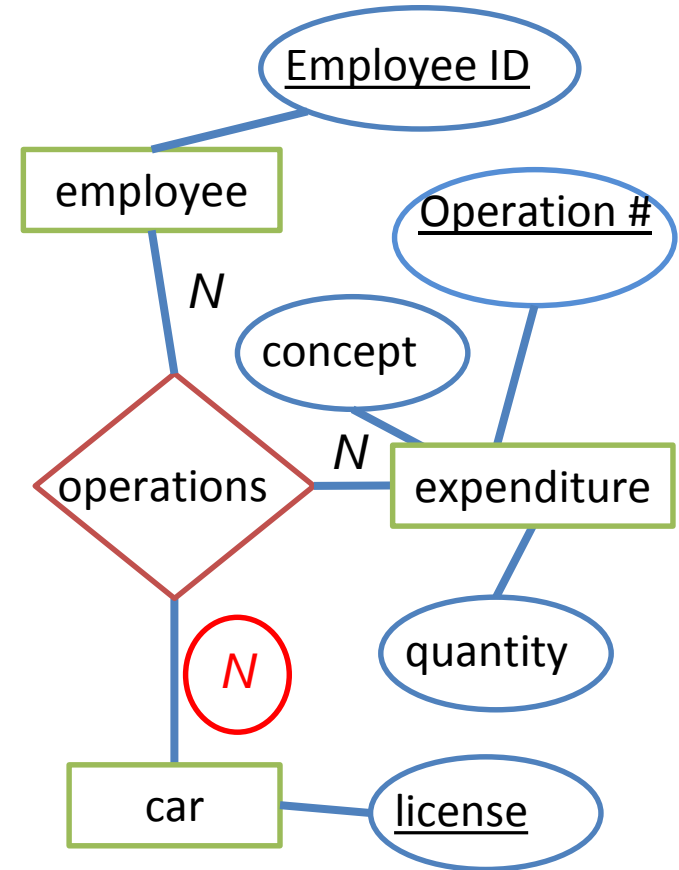 Employee ID
employee
Operation #
N
concept
N
operations
expenditure
N
quantity
car
license